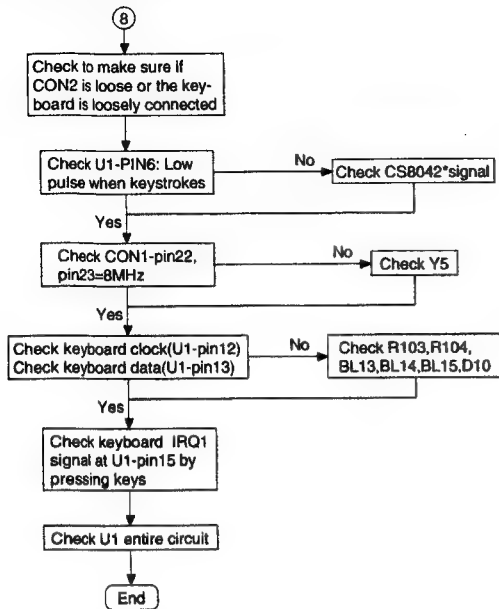 8
Check to make sure if
CON2 is loose or the key-
board is loosely connected
Check U1-PIN6: Low
pulse when keystrokes
No
Check CS8042*signal
Yes
Check CON1-pin22,
pin23=8MHz
No
Check Y5
Yes
Check keyboard clock(U1-pin12)
Check keyboard data(U1-pin13)
No
Check R103,R104,
BL13,BL14,BL15,D10
Yes
Check keyboard IRQ1
signal at U1-pin15 by
pressing keys
Check U1 entire circuit
End